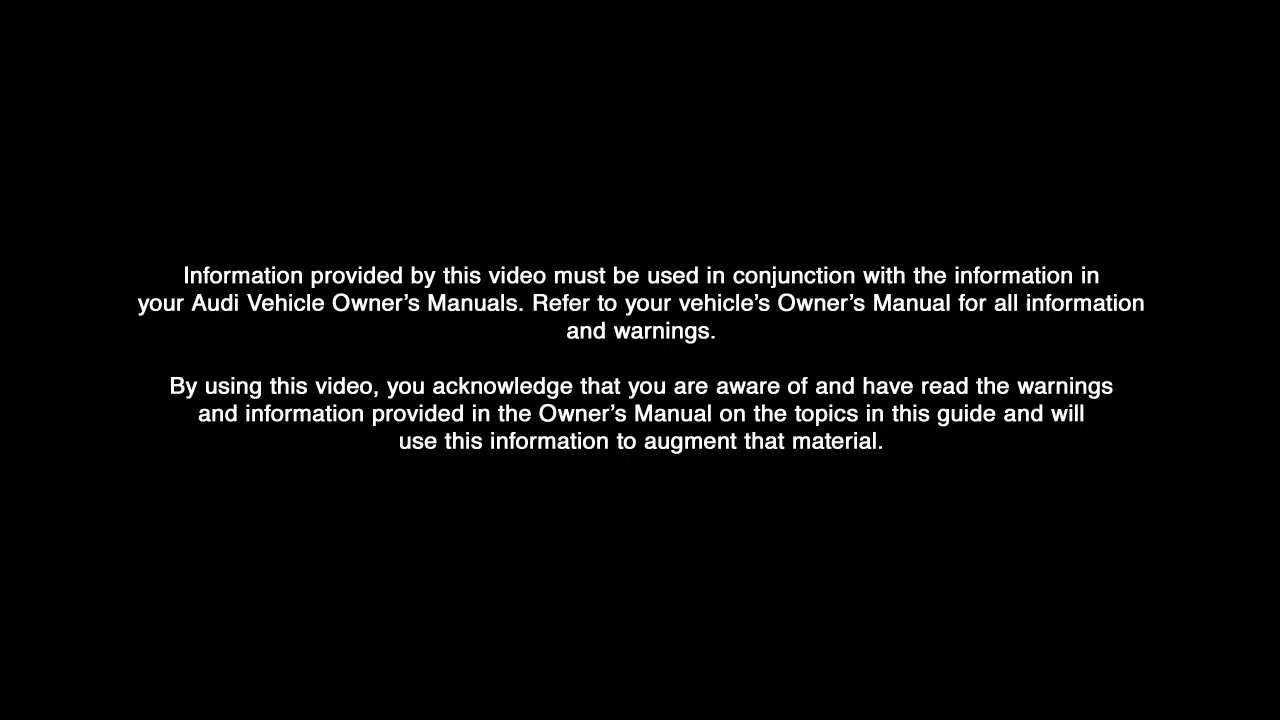 Information provided by this video must be used in conjunction with the information in
your Audi Vehicle Owner’s Manuals. Refer to your vehicle’s Owner’s Manual for all information
and warnings.
By using this video, you acknowledge that you are aware of and have read the warnings
and information provided in the Owner’s Manual on the topics in this guide and will
use this information to augment that material.